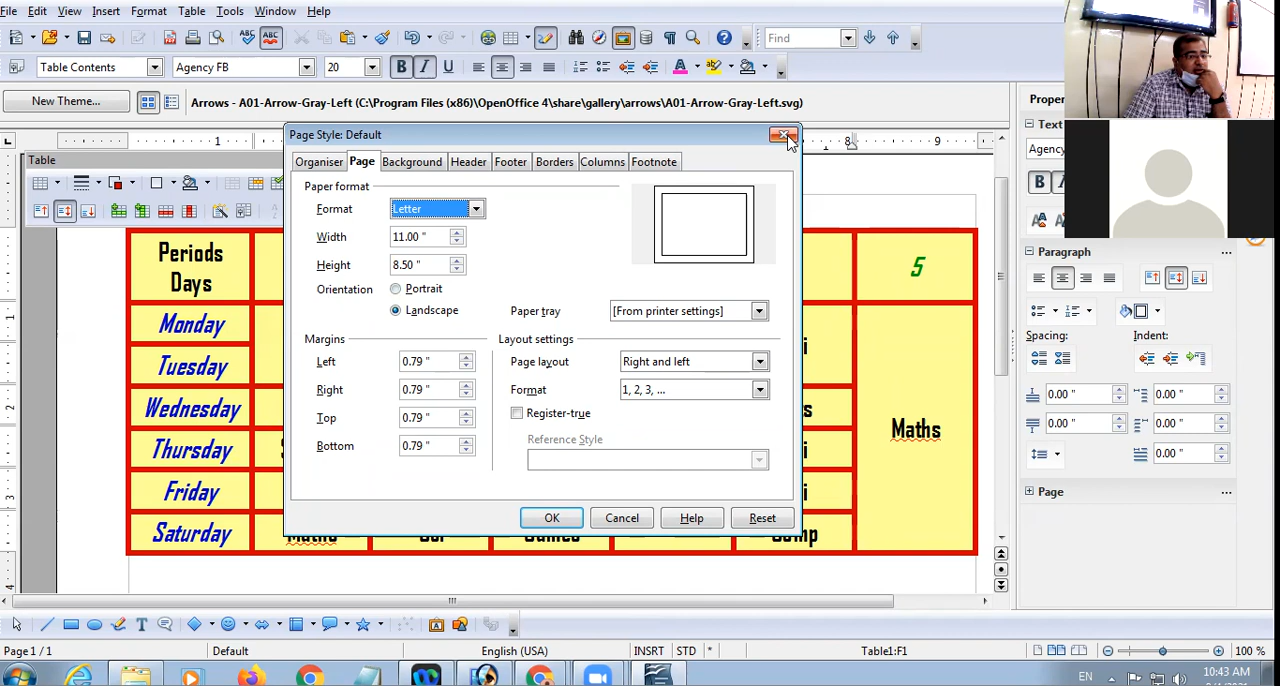 File Edit View Insert Format Table Tools Window Help
Find
Table Contents Agency FB 20 B I U A
New Theme... Arrows - A01-Arrow-Gray-Left (C:\Program Files (x86)\OpenOffice 4\share\gallery\arrows\A01-Arrow-Gray-Left.svg)
Proper
Text
Agency
B I
1 8 9
Table
Page Style: Default
Organiser Page Background Header Footer Borders Columns Footnote
Paper format
Format Letter
Width 11.00 "
Height 8.50 "
Orientation Portrait
Landscape
Paper tray [From printer settings]
Margins
Left 0.79 "
Right 0.79 "
Top 0.79 "
Bottom 0.79 "
Layout settings
Page layout Right and left
Format 1, 2, 3, ...
Register-true
Reference Style
OK Cancel Help Reset
Periods
Days
5
Monday
Tuesday
Wednesday
Thursday
Friday
Saturday
Maths
Maths Games Comp
Paragraph
Spacing: Indent:
0.00 " 0.00 "
0.00 " 0.00 "
0.00 "
Page
Page 1 / 1 Default English (USA) INSRT STD * Table1:F1 100 %
EN 10:43 AM